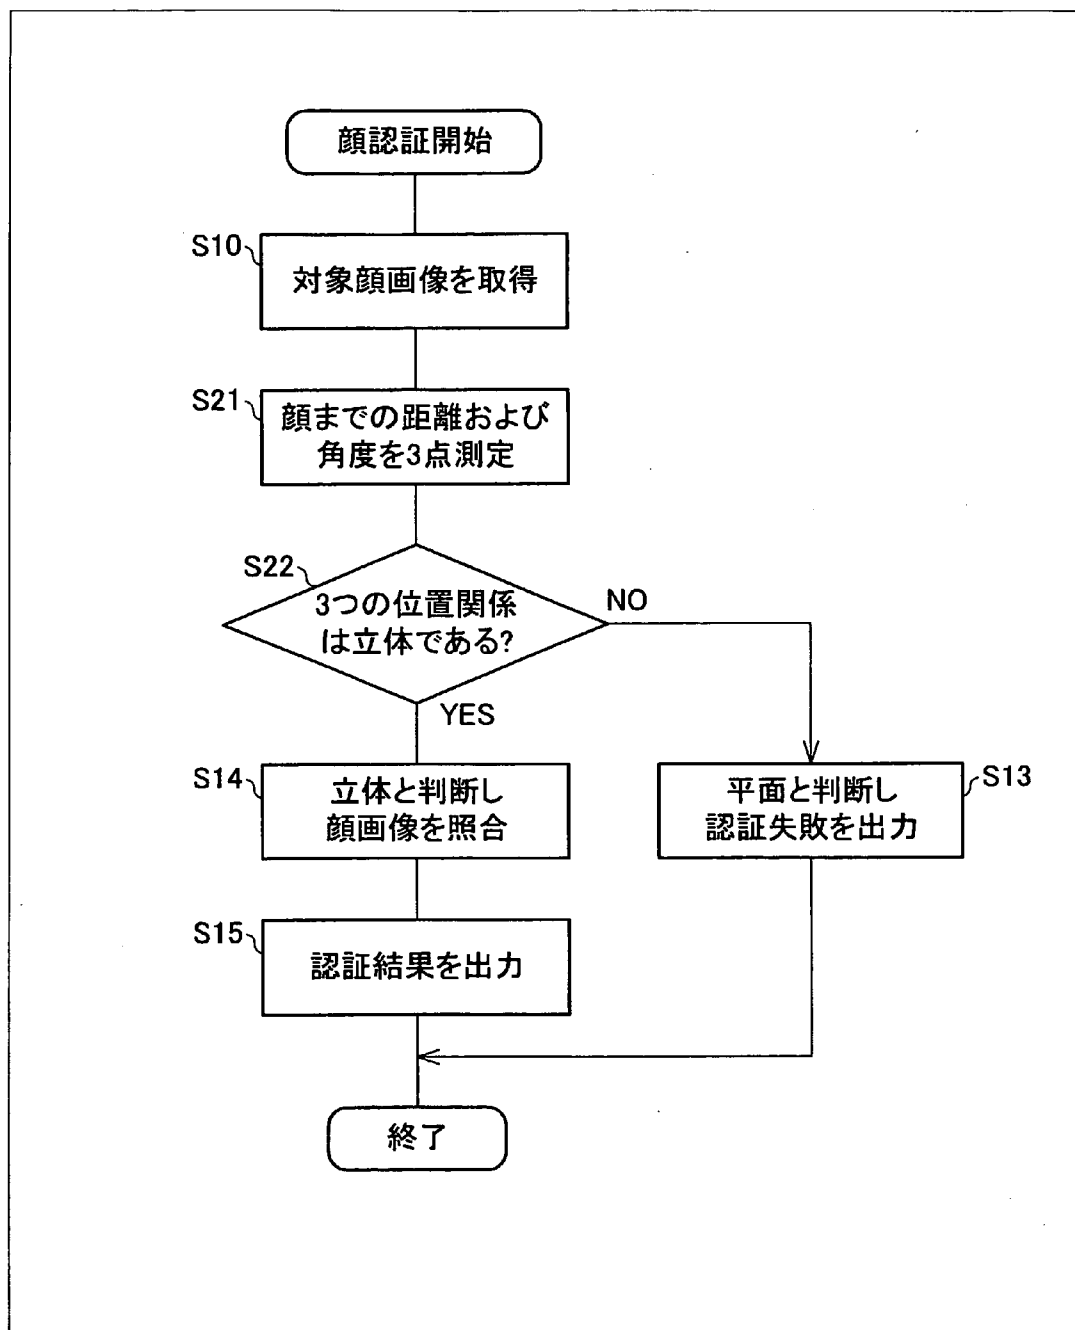 顔認証開始
S10
対象顔画像を取得
S21
顔までの距離および
角度を3点測定
S22
3つの位置関係
は立体である?
NO
YES
S14
立体と判断し
顔画像を照合
平面と判断し
認証失敗を出力
S13
S15
認証結果を出力
終了